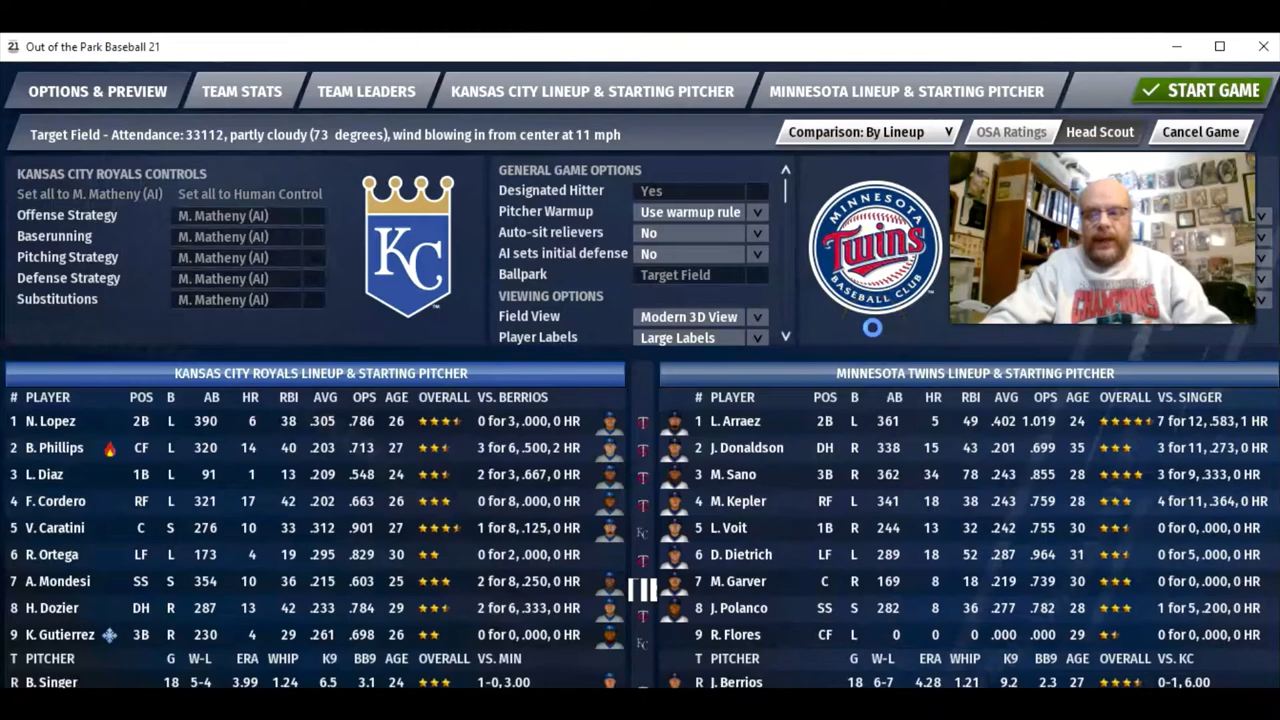 21 Out of the Park Baseball 21
OPTIONS & PREVIEW TEAM STATS TEAM LEADERS KANSAS CITY LINEUP & STARTING PITCHER MINNESOTA LINEUP & STARTING PITCHER START GAME
Target Field - Attendance: 33112, partly cloudy (73 degrees), wind blowing in from center at 11 mph Comparison: By Lineup OSA Ratings Head Scout Cancel Game
KANSAS CITY ROYALS CONTROLS
Set all to M. Matheny (AI) Set all to Human Control
Offense Strategy M. Matheny (AI)
Baserunning M. Matheny (AI)
Pitching Strategy M. Matheny (AI)
Defense Strategy M. Matheny (AI)
Substitutions M. Matheny (AI)
KC
GENERAL GAME OPTIONS
Designated Hitter Yes
Pitcher Warmup Use warmup rule
Auto-sit relievers No
AI sets initial defense No
Ballpark Target Field
VIEWING OPTIONS
Field View Modern 3D View
Player Labels Large Labels
MINNESOTA
Twins
BASEBALL CLUB
CHAMPIONS
KANSAS CITY ROYALS LINEUP & STARTING PITCHER
# PLAYER POS B AB HR RBI AVG OPS AGE OVERALL VS. BERRIOS
1 N. Lopez 2B L 390 6 38 .305 .786 26 0 for 3, .000, 0 HR
2 B. Phillips CF L 320 14 40 .203 .713 27 3 for 6, .500, 2 HR
3 L. Diaz 1B L 91 1 13 .209 .548 24 2 for 3, .667, 0 HR
4 F. Cordero RF L 321 17 42 .202 .663 26 0 for 8, .000, 0 HR
5 V. Caratini C S 276 10 33 .312 .901 27 1 for 8, .125, 0 HR
6 R. Ortega LF L 173 4 19 .295 .829 30 0 for 2, .000, 0 HR
7 A. Mondesi SS S 354 10 36 .215 .603 25 2 for 8, .250, 0 HR
8 H. Dozier DH R 287 13 42 .233 .784 29 2 for 6, .333, 0 HR
9 K. Gutierrez 3B R 230 4 29 .261 .698 26 0 for 0, .000, 0 HR
T PITCHER G W-L ERA WHIP K9 BB9 AGE OVERALL VS. MIN
R B. Singer 18 5-4 3.99 1.24 6.5 3.1 24 1-0, 3.00
MINNESOTA TWINS LINEUP & STARTING PITCHER
# PLAYER POS B AB HR RBI AVG OPS AGE OVERALL VS. SINGER
1 L. Arraez 2B L 361 5 49 .402 1.019 24 7 for 12, .583, 1 HR
2 J. Donaldson DH R 338 15 43 .201 .699 35 3 for 11, .273, 0 HR
3 M. Sano 3B R 362 34 78 .243 .855 28 3 for 9, .333, 0 HR
4 M. Kepler RF L 341 18 38 .243 .759 28 4 for 11, .364, 0 HR
5 L. Voit 1B R 244 13 32 .242 .755 30 0 for 0, .000, 0 HR
6 D. Dietrich LF L 289 18 52 .287 .964 31 0 for 5, .000, 0 HR
7 M. Garver C R 169 8 18 .219 .739 30 0 for 0, .000, 0 HR
8 J. Polanco SS S 282 8 36 .277 .782 28 1 for 5, .200, 0 HR
9 R. Flores CF L 0 0 0 .000 .000 29 0 for 0, .000, 0 HR
T PITCHER G W-L ERA WHIP K9 BB9 AGE OVERALL VS. KC
R J. Berrios 18 6-7 4.28 1.21 9.2 2.3 27 0-1, 6.00